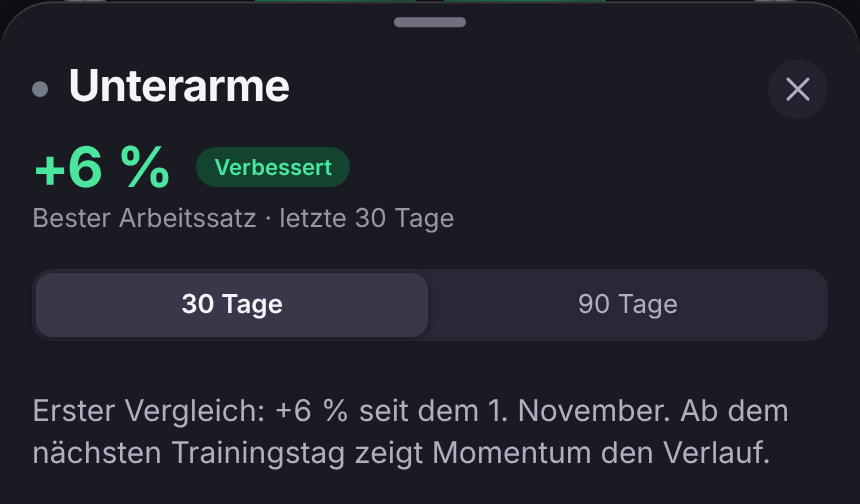 Unterarme
+6 % Verbessert
Bester Arbeitssatz · letzte 30 Tage
30 Tage 90 Tage
Erster Vergleich: +6 % seit dem 1. November. Ab dem
nächsten Trainingstag zeigt Momentum den Verlauf.